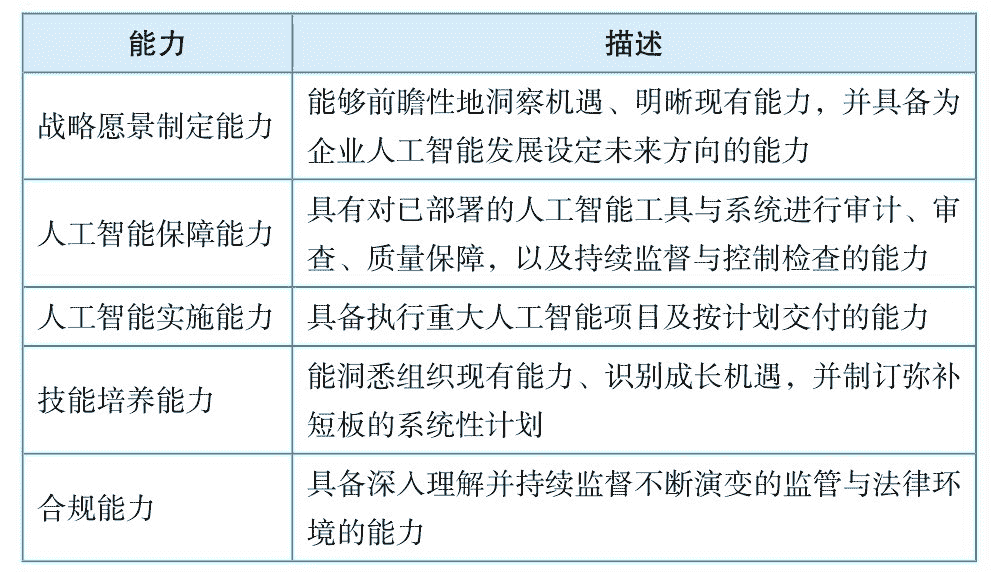 能力
描述
战略愿景制定能力
能够前瞻性地洞察机遇、明晰现有能力，并具备为
企业人工智能发展设定未来方向的能力
人工智能保障能力
具有对已部署的人工智能工具与系统进行审计、审
查、质量保障，以及持续监督与控制检查的能力
人工智能实施能力
具备执行重大人工智能项目及按计划交付的能力
技能培养能力
能洞悉组织现有能力、识别成长机遇，并制订弥补
短板的系统性计划
合规能力
具备深入理解并持续监督不断演变的监管与法律环
境的能力